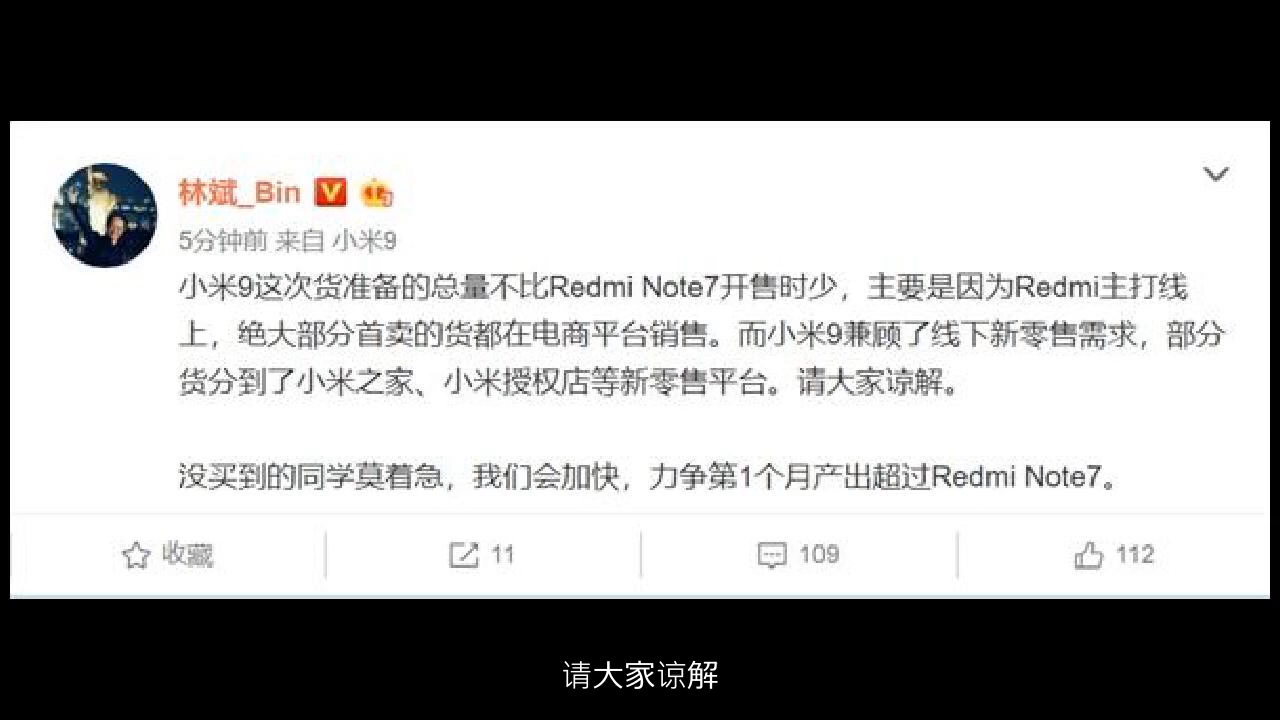 林斌_Bin
5分钟前 来自 小米9
小米9这次货准备的总量不比Redmi Note7开售时少，主要是因为Redmi主打线
上，绝大部分首卖的货都在电商平台销售。而小米9兼顾了线下新零售需求，部分
货分到了小米之家、小米授权店等新零售平台。请大家谅解。
没买到的同学莫着急，我们会加快，力争第1个月产出超过Redmi Note7。
收藏 11 109 112
请大家谅解